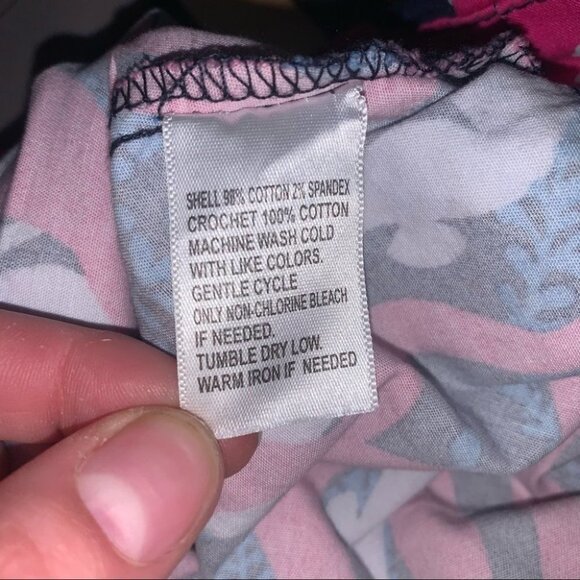 SHELL 98% COTTON 2% SPANDEX
CROCHET 100% COTTON
MACHINE WASH COLD
WITH LIKE COLORS.
GENTLE CYCLE
ONLY NON-CHLORINE BLEACH
IF NEEDED.
TUMBLE DRY LOW.
WARM IRON IF NEEDED